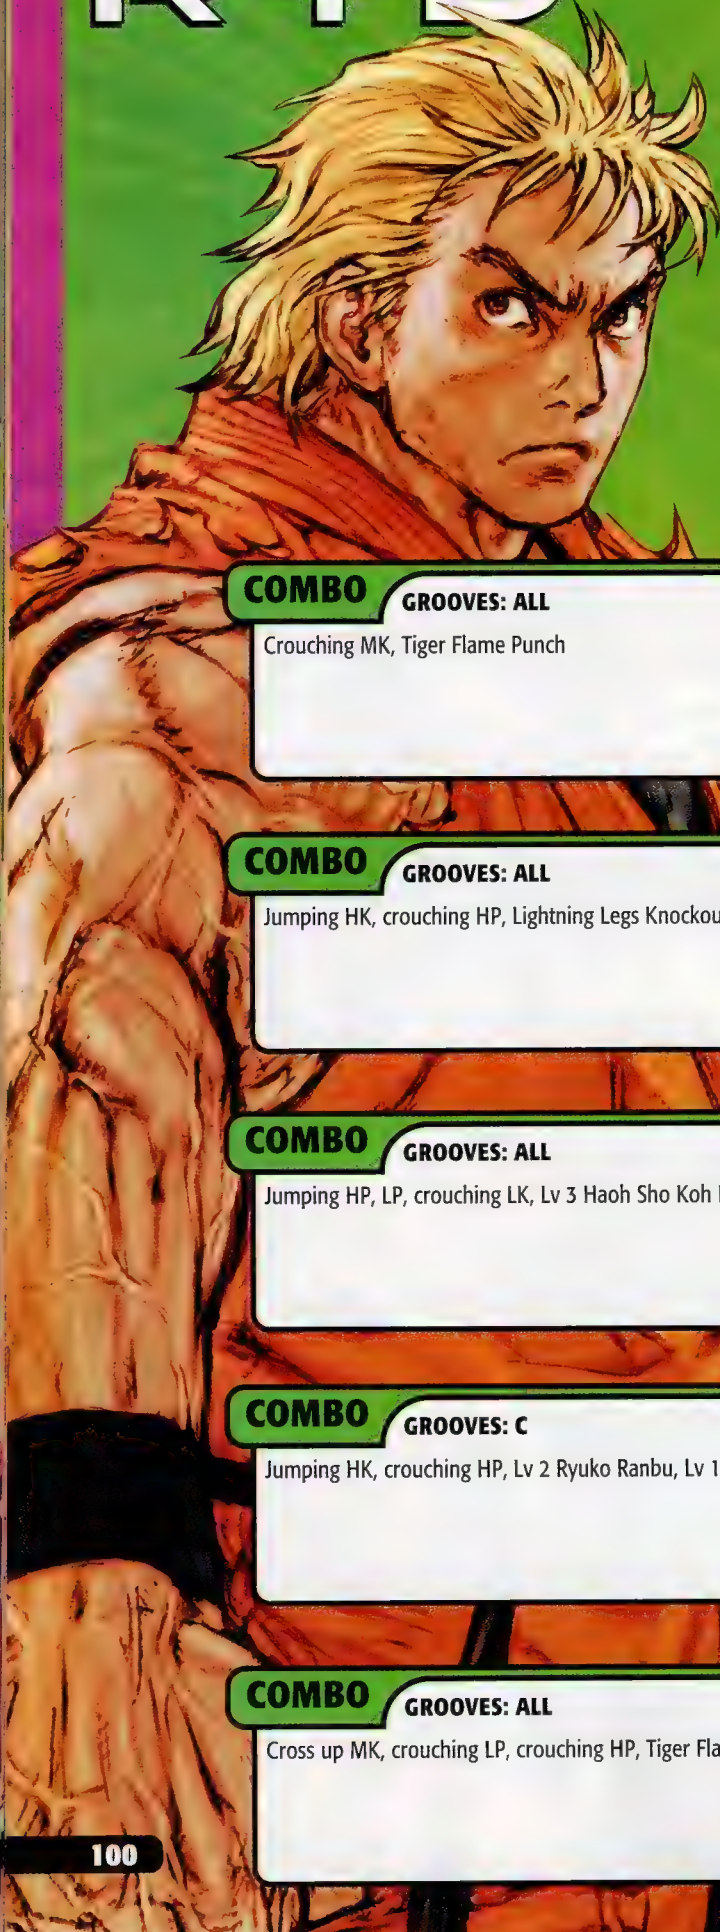 COMBO GROOVES: ALL
Crouching MK, Tiger Flame Punch
COMBO GROOVES: ALL
Jumping HK, crouching HP, Lightning Legs
COMBO GROOVES: ALL
Jumping HP, LP, crouching LK, Lv 3 Haoh Sho Koh
COMBO GROOVES: C
Jumping HK, crouching HP, Lv 2 Ryuko Ranbu, Lv 1
COMBO GROOVES: ALL
Cross up MK, crouching LP, crouching HP, Tiger
100